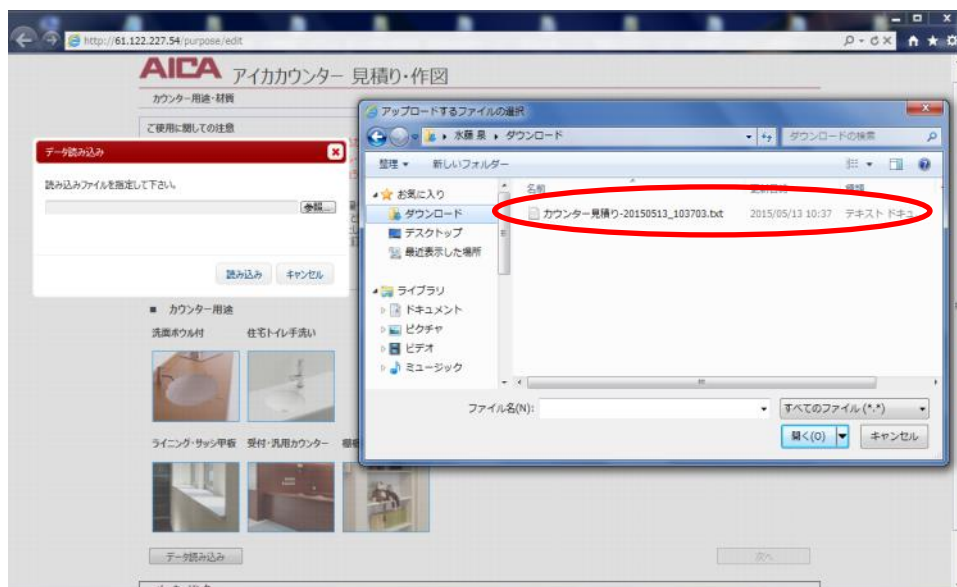 http://61.122.227.54/purpose/edit
AICA アイカカウンター 見積り・作図
カウンター用途・材質
ご使用に際しての注意
データ読み込み
読み込みファイルを指定して下さい。
参照...
読み込み キャンセル
アップロードするファイルの選択
水藤 泉 ▸ ダウンロード
ダウンロードの検索
整理 新しいフォルダー
お気に入り
ダウンロード
デスクトップ
最近表示した場所
ライブラリ
ドキュメント
ピクチャ
ビデオ
ミュージック
名前 更新日時 種類
カウンター見積り-20150513_103703.txt 2015/05/13 10:37 テキスト ドキュ
ファイル名(N): すべてのファイル (*.*)
開く(O) キャンセル
■ カウンター用途
洗面ボウル付 住宅トイレ手洗い
ライニング・サッシ甲板 受付・汎用カウンター
データ読み込み 次へ